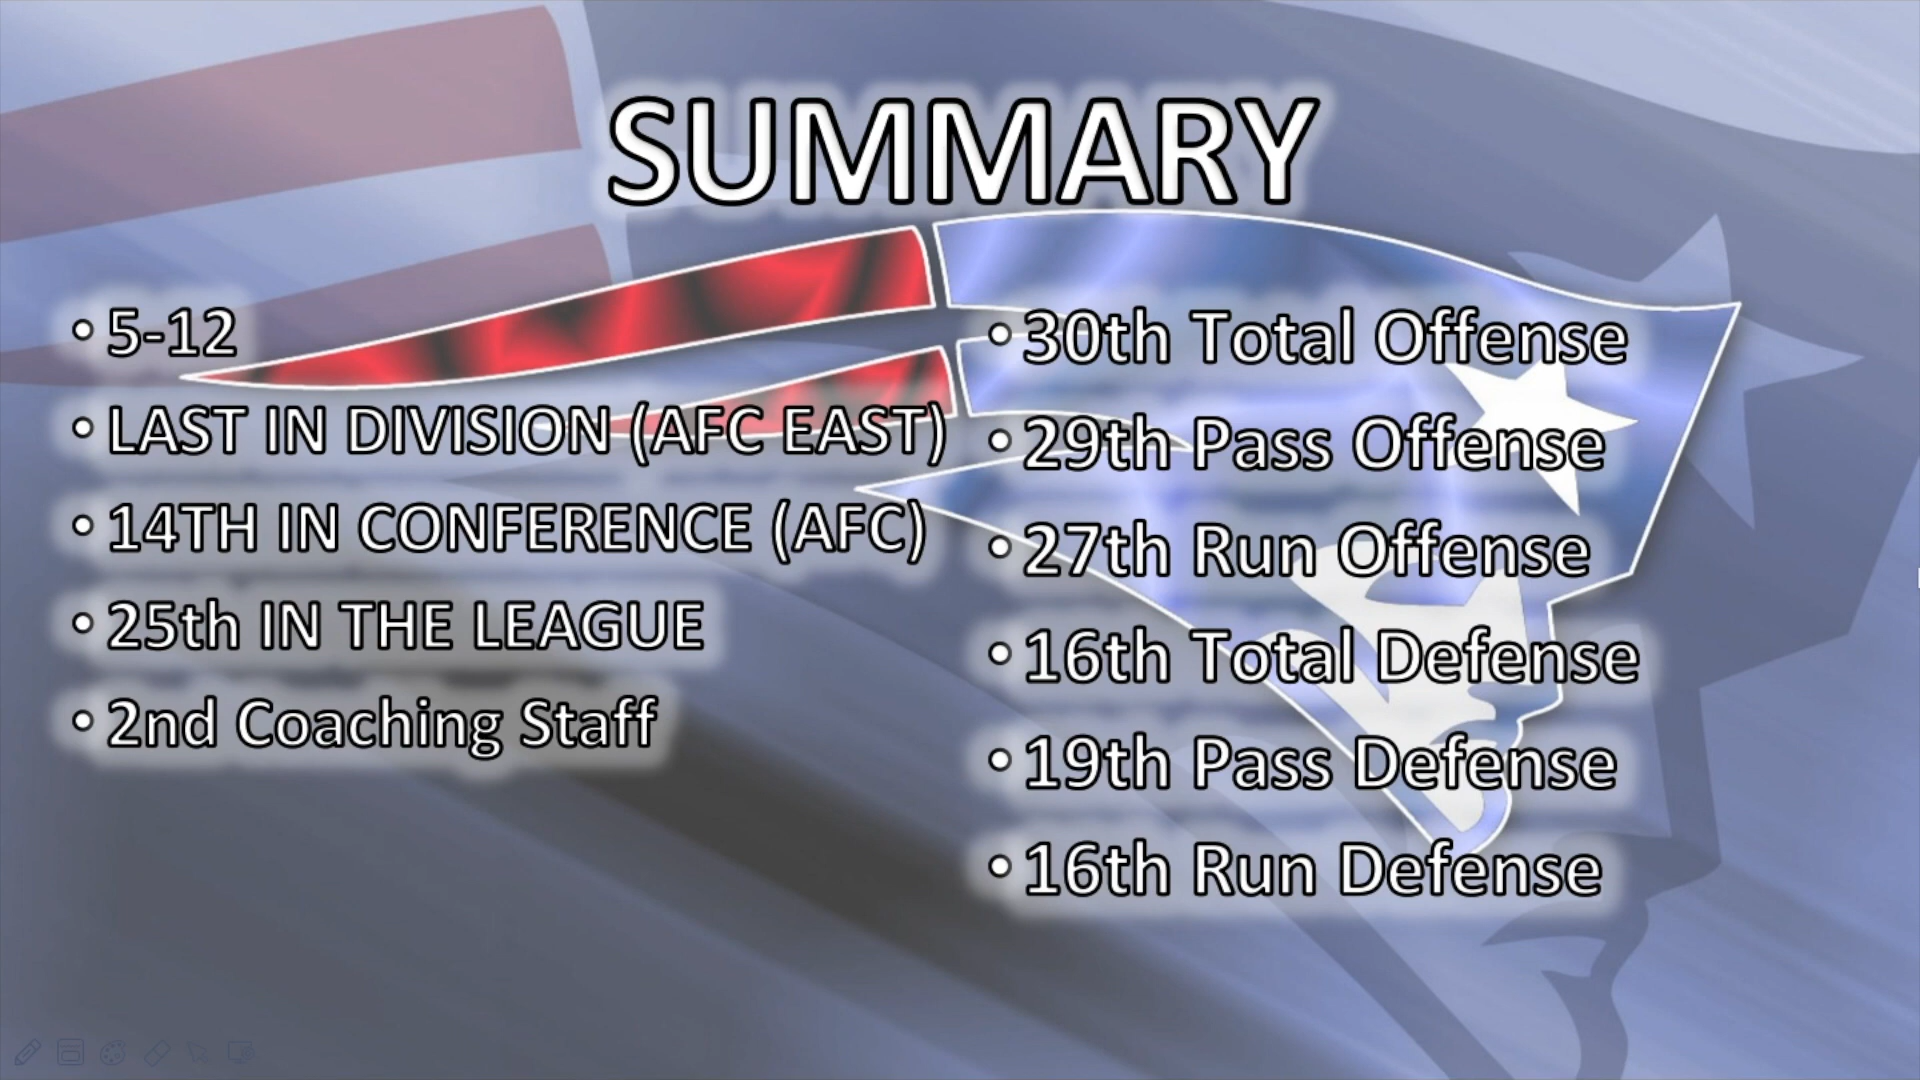 SUMMARY
• 5-12
• LAST IN DIVISION (AFC EAST)
• 14TH IN CONFERENCE (AFC)
• 25th IN THE LEAGUE
• 2nd Coaching Staff
• 30th Total Offense
• 29th Pass Offense
• 27th Run Offense
• 16th Total Defense
• 19th Pass Defense
• 16th Run Defense